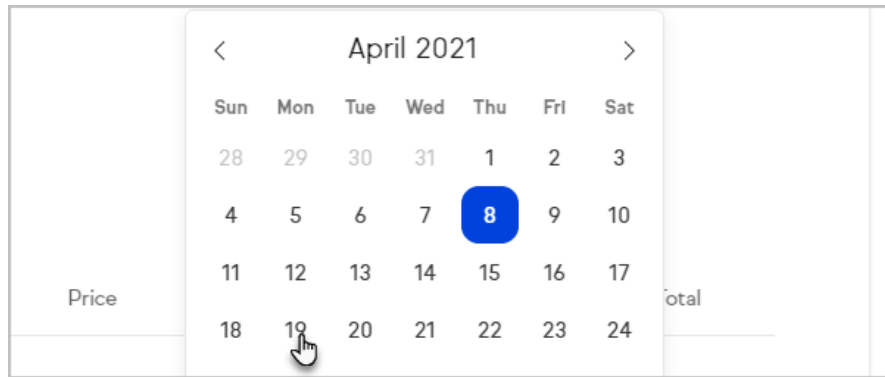 April 2021
Sun Mon Tue Wed Thu Fri Sat
28 29 30 31 1 2 3
4 5 6 7 8 9 10
11 12 13 14 15 16 17
Price otal
18 19 20 21 22 23 24